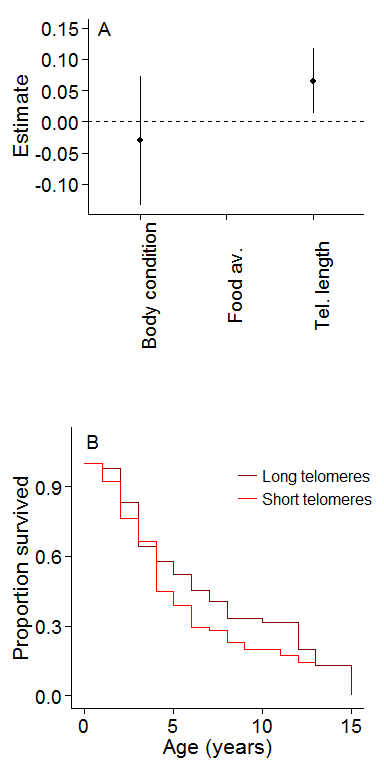 A
0.15
0.10
0.05
0.00
-0.05
-0.10
Estimate
Body condition
Food av.
Tel. length
B
Long telomeres
Short telomeres
0.9
0.6
0.3
0.0
Proportion survived
0 5 10 15
Age (years)